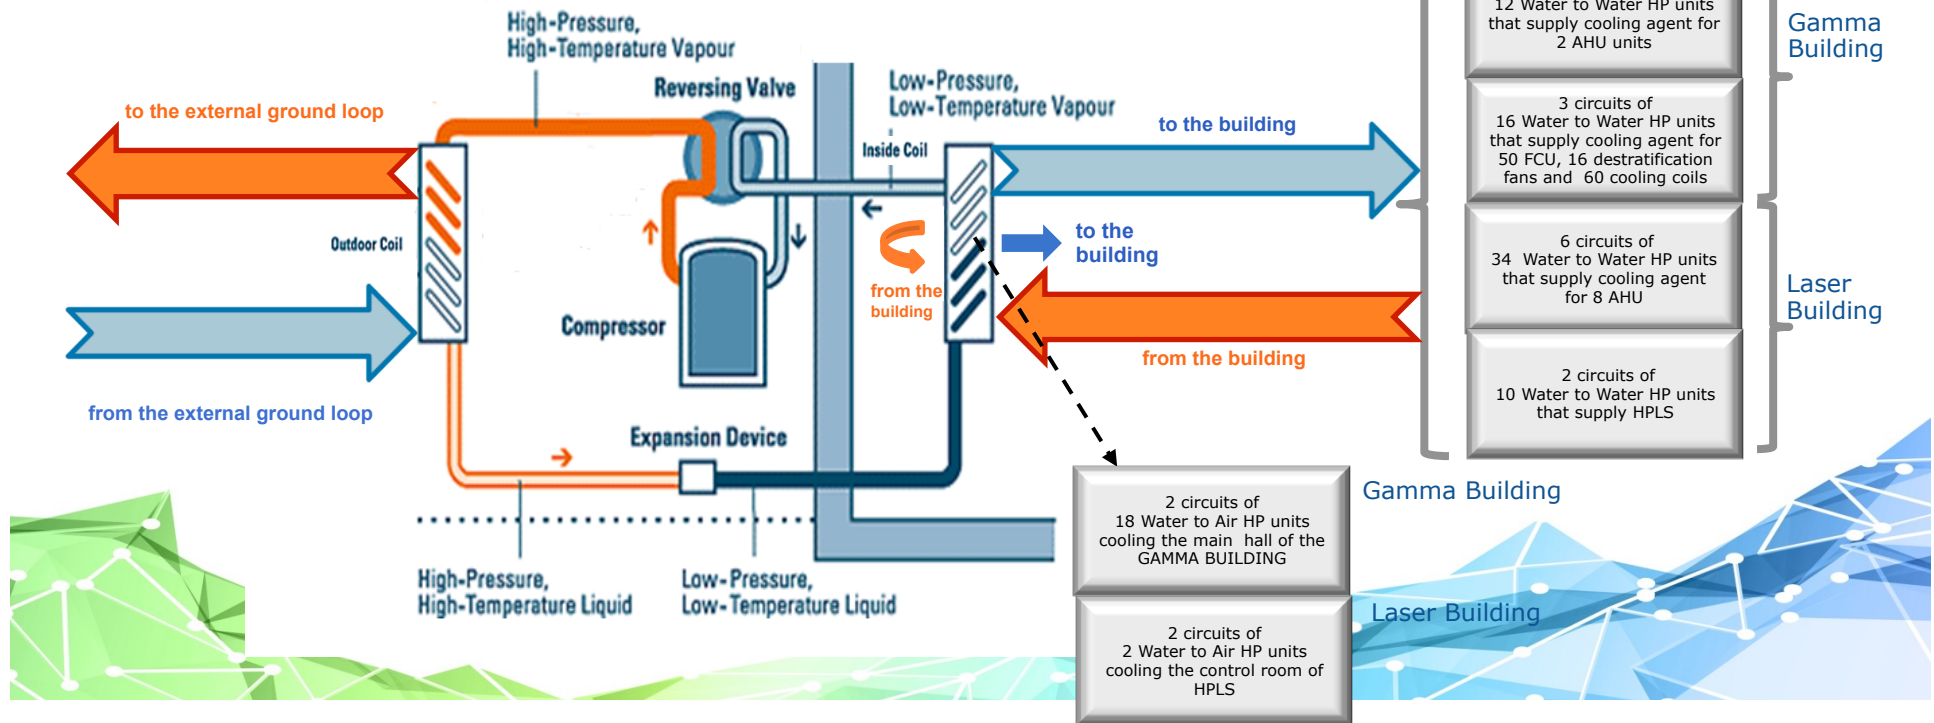 High-Pressure,
High-Temperature Vapour
Reversing Valve
Low-Pressure,
Low-Temperature Vapour
to the external ground loop
to the building
Inside Coil
Outdoor Coil
to the
building
from the
building
Compressor
from the building
from the external ground loop
Expansion Device
High-Pressure,
High-Temperature Liquid
Low-Pressure,
Low-Temperature Liquid
12 Water to Water HP units
that supply cooling agent for
2 AHU units
Gamma
Building
3 circuits of
16 Water to Water HP units
that supply cooling agent for
50 FCU, 16 destratification
fans and 60 cooling coils
6 circuits of
34 Water to Water HP units
that supply cooling agent
for 8 AHU
Laser
Building
2 circuits of
10 Water to Water HP units
that supply HPLS
2 circuits of
18 Water to Air HP units
cooling the main hall of the
GAMMA BUILDING
Gamma Building
2 circuits of
2 Water to Air HP units
cooling the control room of
HPLS
Laser Building